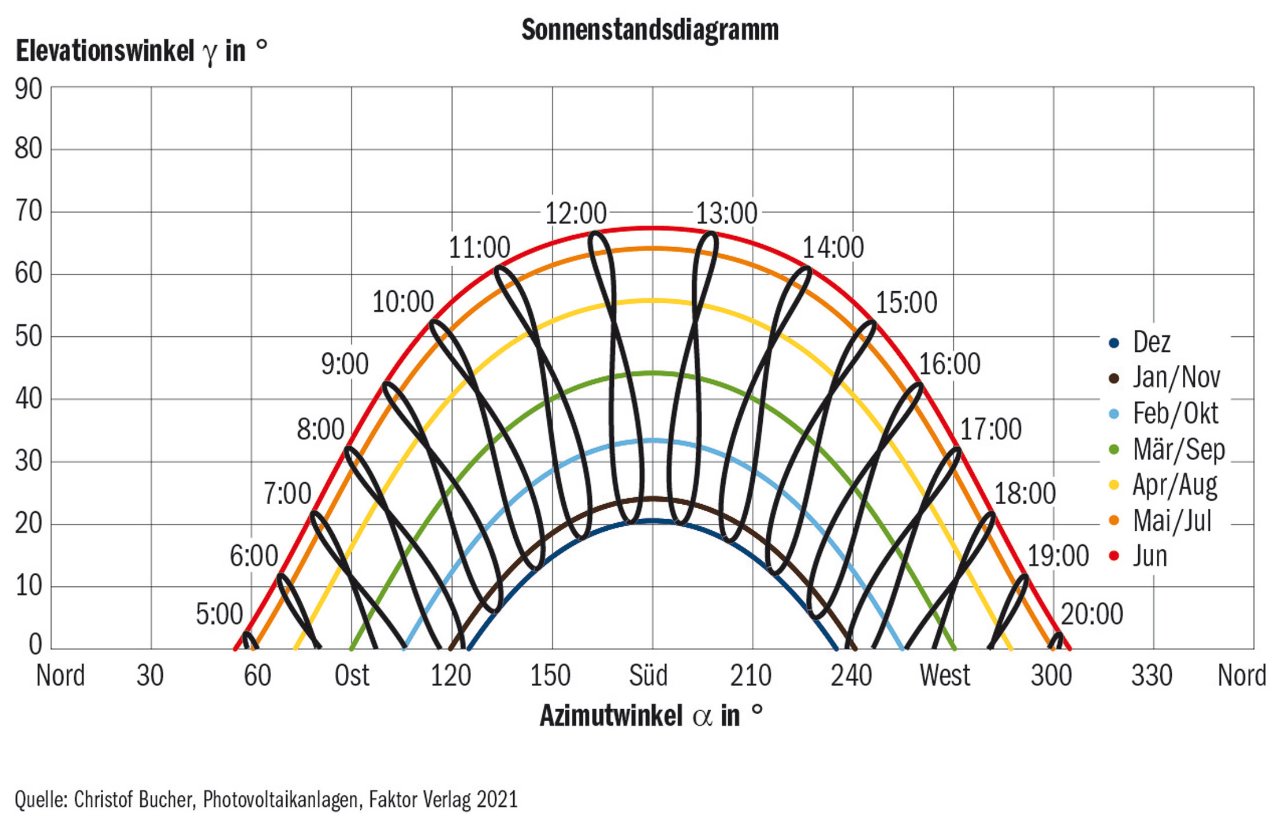 Sonnenstandsdiagramm
Elevationswinkel γ in °
90
80
70
60
50
40
30
20
10
0
12:00
13:00
11:00
14:00
10:00
15:00
9:00
16:00
8:00
17:00
7:00
18:00
6:00
19:00
5:00
20:00
Dez
Jan/Nov
Feb/Okt
Mär/Sep
Apr/Aug
Mai/Jul
Jun
Nord 30 60 Ost 120 150 Süd 210 240 West 300 330 Nord
Azimutwinkel α in °
Quelle: Christof Bucher, Photovoltaikanlagen, Faktor Verlag 2021